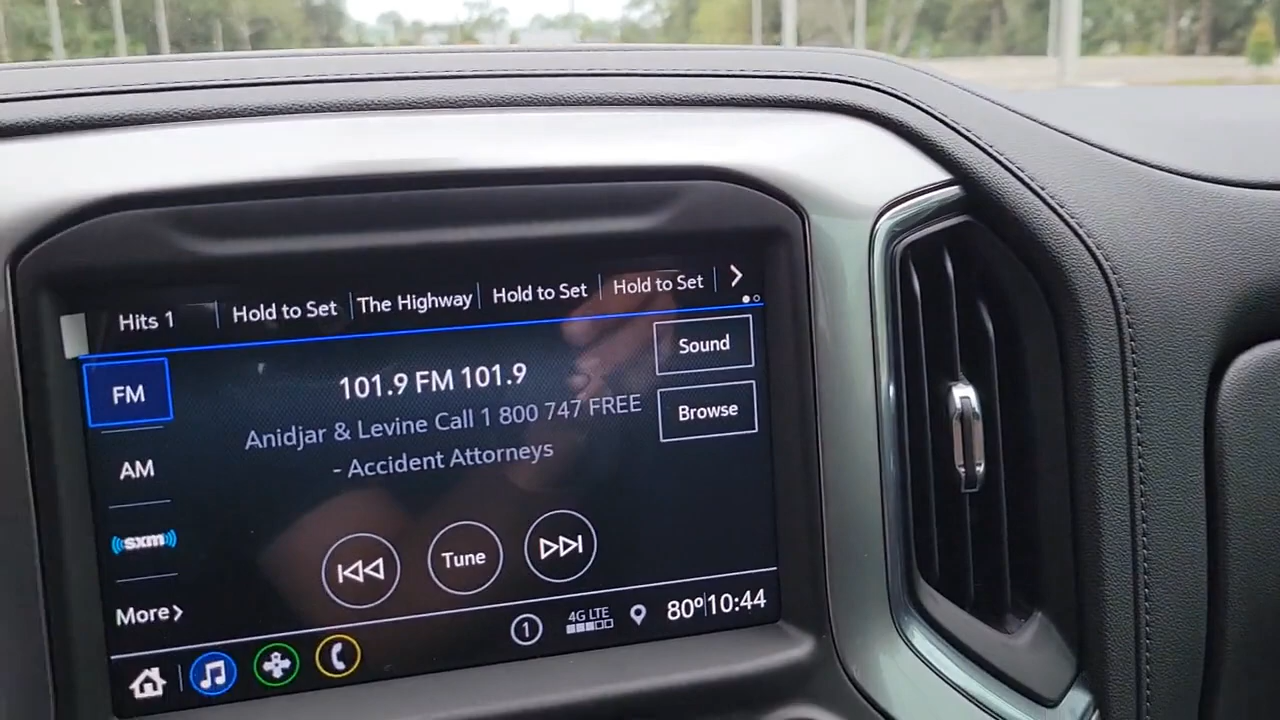 Hits 1
Hold to Set
The Highway
Hold to Set
Hold to Set
FM
101.9 FM 101.9
Sound
Anidjar & Levine Call 1 800 747 FREE
- Accident Attorneys
Browse
AM
sxm
Tune
More
1
4G LTE
80º
10:44